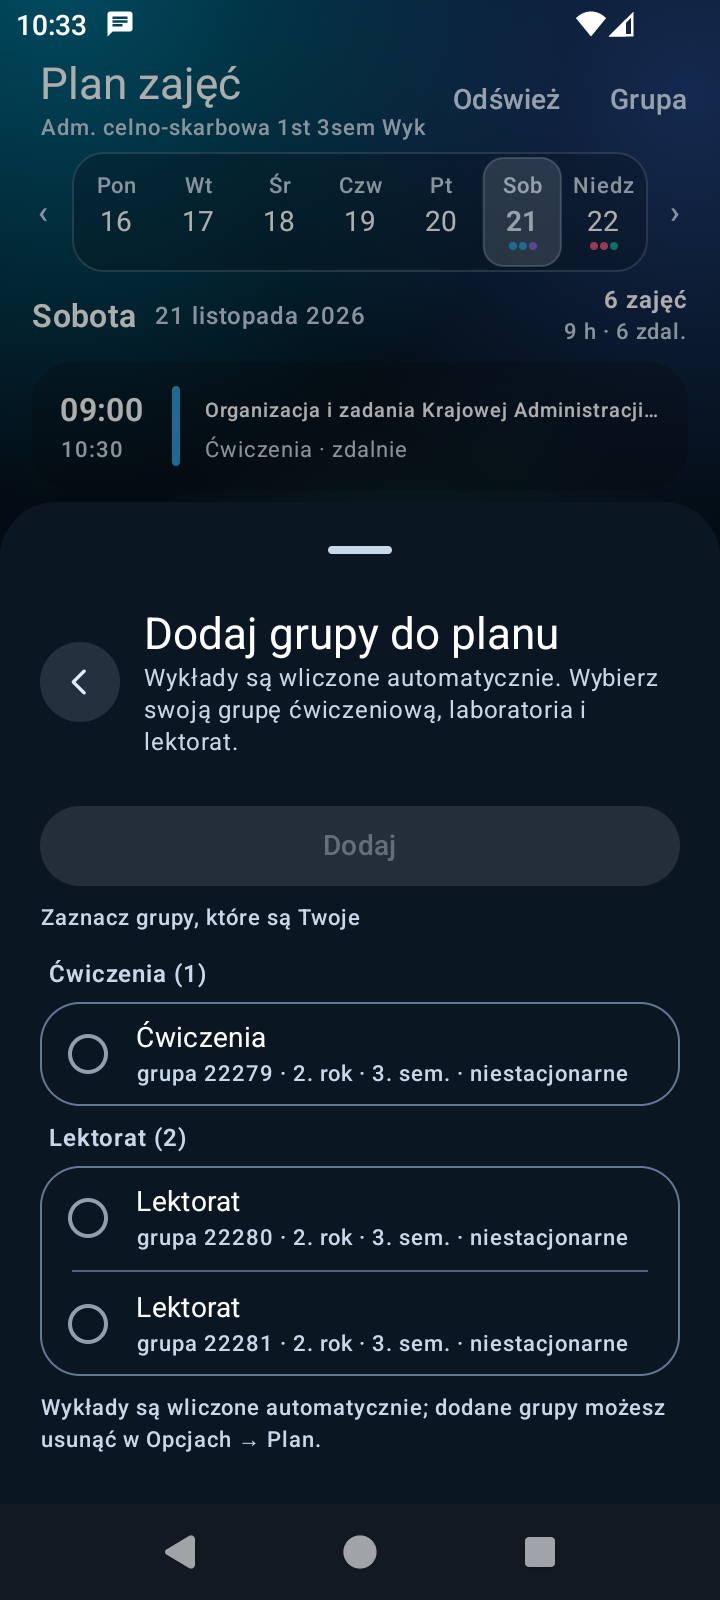 10:33
Plan zajęć
Odśwież
Grupa
Adm. celno-skarbowa 1st 3sem Wyk
‹
Pon
16
Wt
17
Śr
18
Czw
19
Pt
20
Sob
21
Niedz
22
›
Sobota
21 listopada 2026
6 zajęć
9 h · 6 zdal.
09:00
10:30
Organizacja i zadania Krajowej Administracji…
Ćwiczenia · zdalnie
Dodaj grupy do planu
Wykłady są wliczone automatycznie. Wybierz
swoją grupę ćwiczeniową, laboratoria i
lektorat.
Dodaj
Zaznacz grupy, które są Twoje
Ćwiczenia (1)
Ćwiczenia
grupa 22279 · 2. rok · 3. sem. · niestacjonarne
Lektorat (2)
Lektorat
grupa 22280 · 2. rok · 3. sem. · niestacjonarne
Lektorat
grupa 22281 · 2. rok · 3. sem. · niestacjonarne
Wykłady są wliczone automatycznie; dodane grupy możesz
usunąć w Opcjach → Plan.